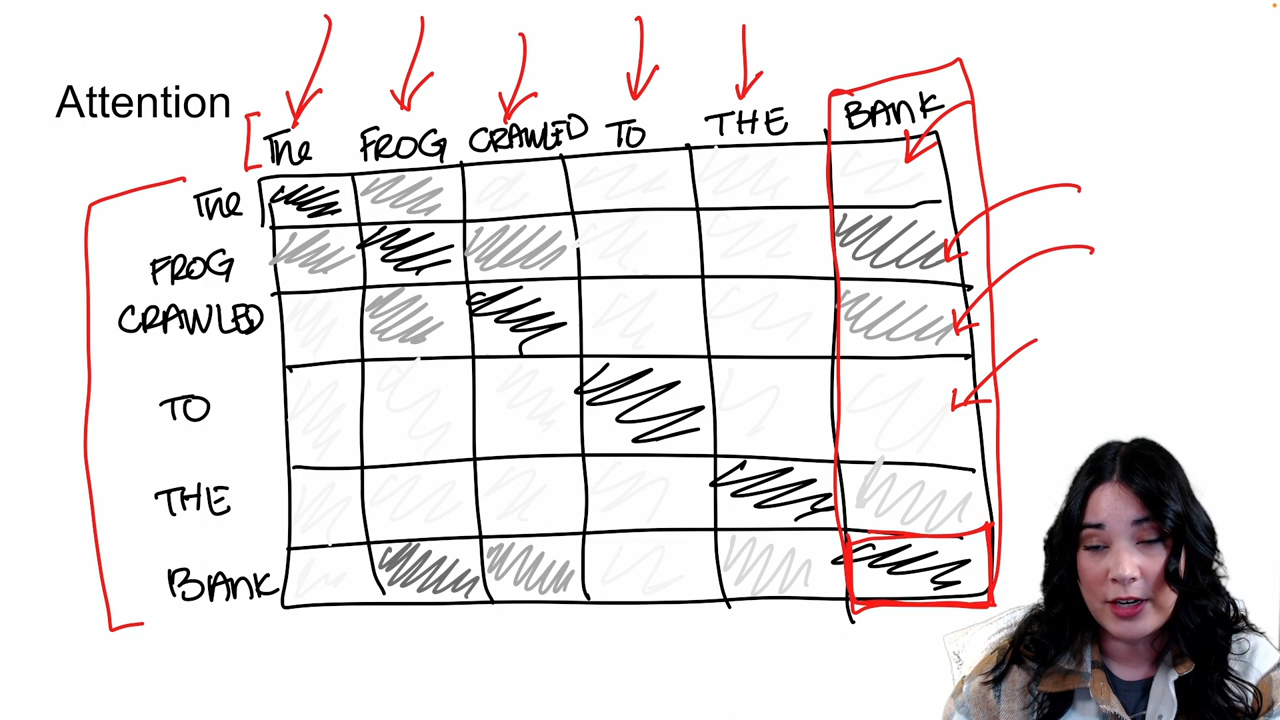 Attention
The FROG CRAWLED TO THE BANK
The
FROG
CRAWLED
TO
THE
BANK